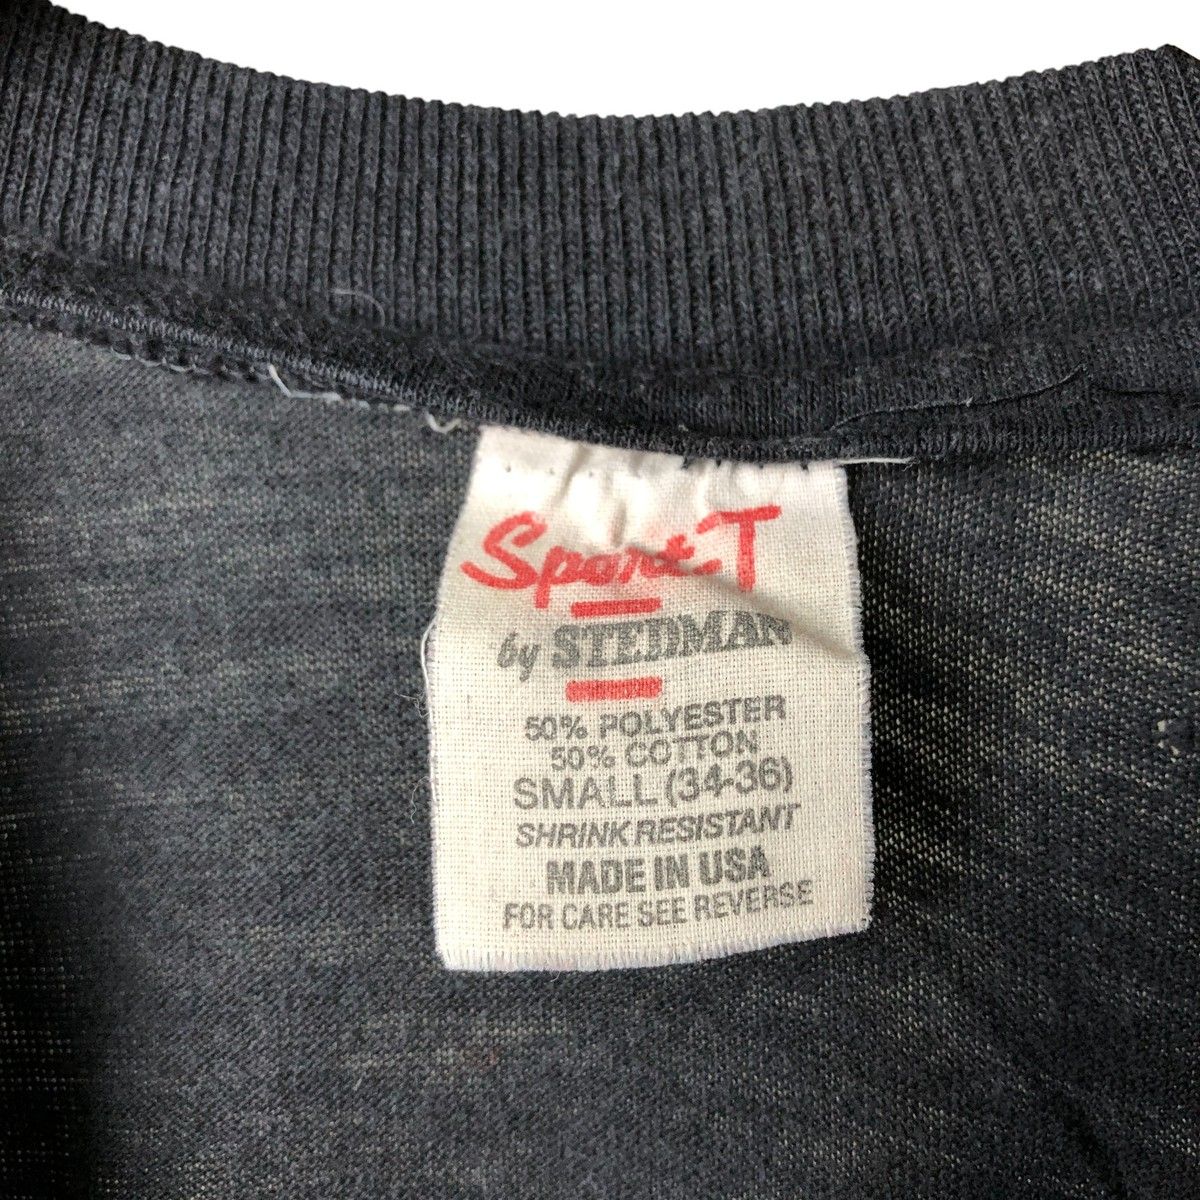 Sport-T
by STEDMAN
50% POLYESTER
50% COTTON
SMALL (34-36)
SHRINK RESISTANT
MADE IN USA
FOR CARE SEE REVERSE